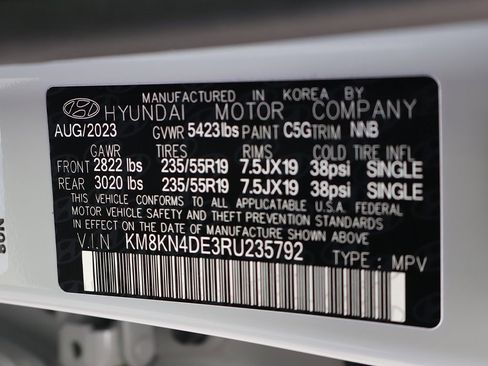 MANUFACTURED IN KOREA BY
HYUNDAI MOTOR COMPANY
AUG/2023 GVWR 5423lbs PAINT C5G TRIM NNB
GAWR TIRES RIMS COLD TIRE INFL
FRONT 2822 lbs 235/55R19 7.5JX19 38psi SINGLE
REAR 3020 lbs 235/55R19 7.5JX19 38psi SINGLE
THIS VEHICLE CONFORMS TO ALL APPLICABLE U.S.A. FEDERAL
MOTOR VEHICLE SAFETY AND THEFT PREVENTION STANDARDS
IN EFFECT ON THE DATE OF MANUFACTURE SHOWN ABOVE.
V.I.N KM8KN4DE3RU235792
TYPE : MPV